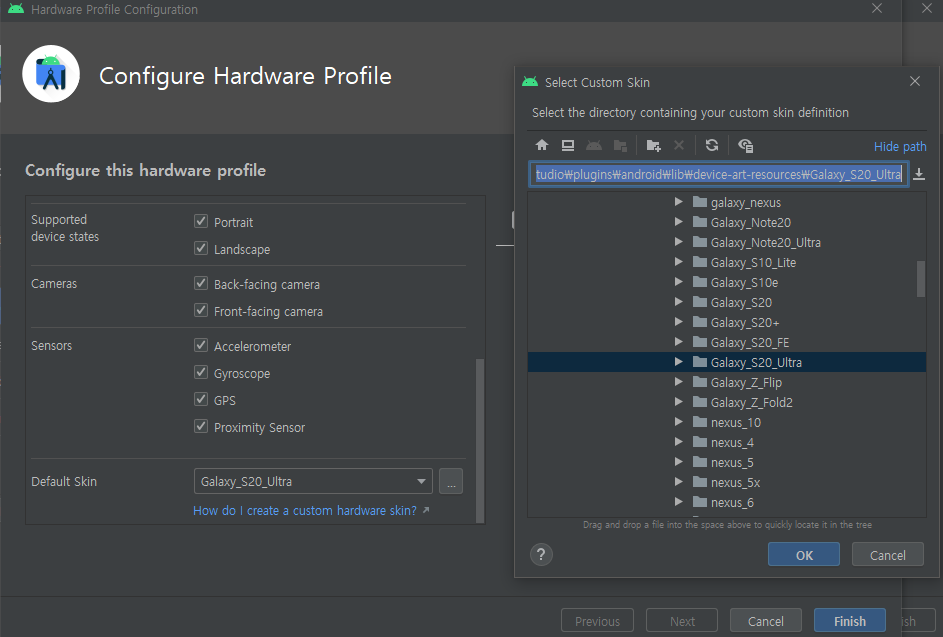 Hardware Profile Configuration
Configure Hardware Profile
Configure this hardware profile
Supported
device states
Portrait
Landscape
Cameras
Back-facing camera
Front-facing camera
Sensors
Accelerometer
Gyroscope
GPS
Proximity Sensor
Default Skin
Galaxy_S20_Ultra
...
How do I create a custom hardware skin? ↗
Previous
Next
Cancel
Finish
Select Custom Skin
Select the directory containing your custom skin definition
Hide path
tudio₩plugins₩android₩lib₩device-art-resources₩Galaxy_S20_Ultra
galaxy_nexus
Galaxy_Note20
Galaxy_Note20_Ultra
Galaxy_S10_Lite
Galaxy_S10e
Galaxy_S20
Galaxy_S20+
Galaxy_S20_FE
Galaxy_S20_Ultra
Galaxy_Z_Flip
Galaxy_Z_Fold2
nexus_10
nexus_4
nexus_5
nexus_5x
nexus_6
Drag and drop a file into the space above to quickly locate it in the tree
?
OK
Cancel
ish